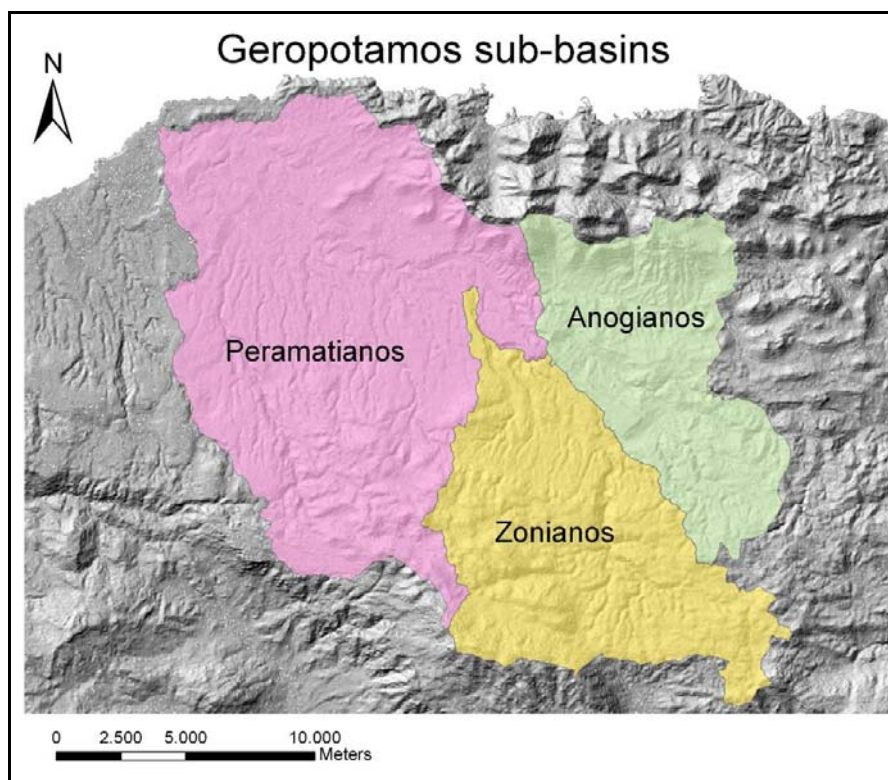 Geropotamos sub-basins
N
Anogianos
Peramatianos
Zonianos
0 2.500 5.000 10.000
Meters